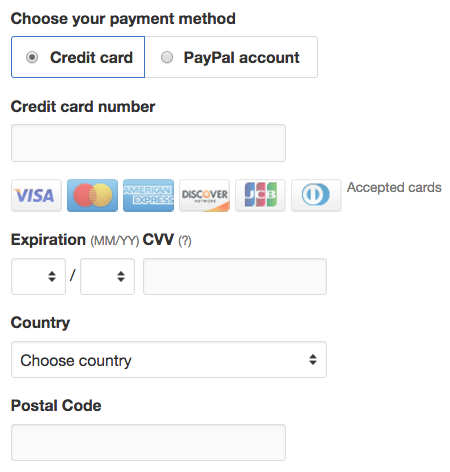 Choose your payment method
Credit card PayPal account
Credit card number
VISA MasterCard AMERICAN EXPRESS DISCOVER NETWORK JCB Accepted cards
Expiration (MM/YY) CVV (?)
/
Country
Choose country
Postal Code